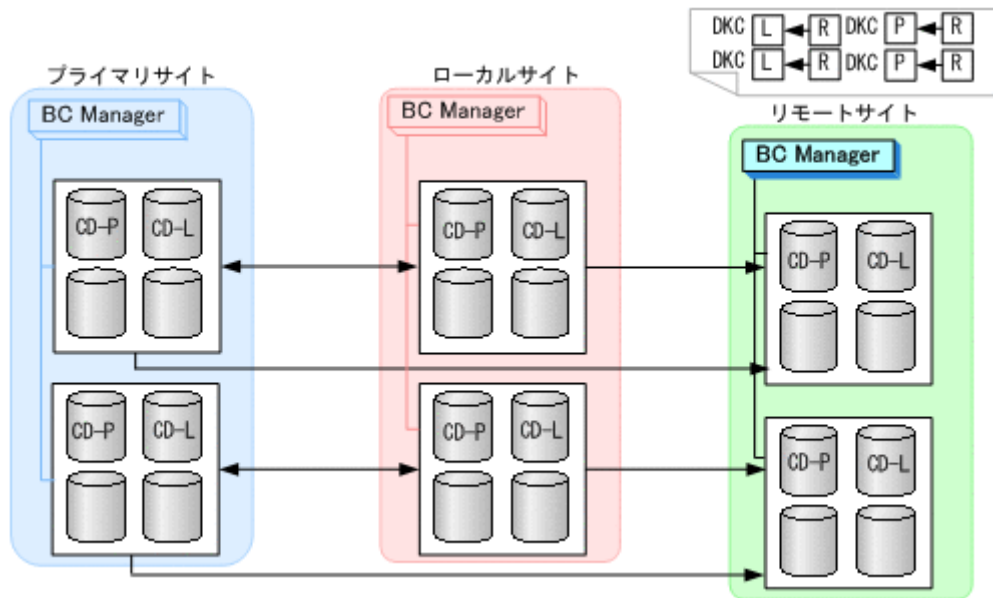 DKC L R DKC P R
DKC L R DKC P R
プライマリサイト
ローカルサイト
リモートサイト
BC Manager
BC Manager
BC Manager
CD-P CD-L
CD-P CD-L
CD-P CD-L
CD-P CD-L
CD-P CD-L
CD-P CD-L